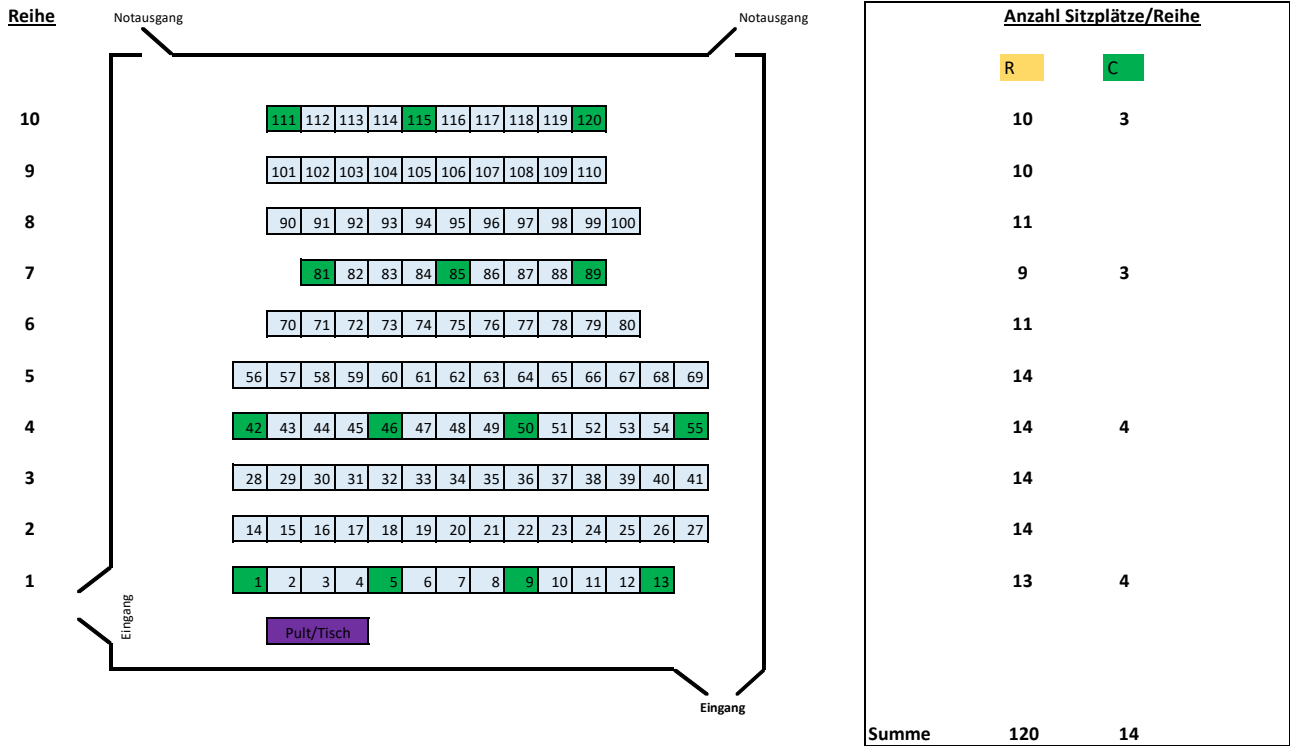 Reihe Notausgang Notausgang Anzahl Sitzplätze/Reihe
R C
10 111 112 113 114 115 116 117 118 119 120 10 3
9 101 102 103 104 105 106 107 108 109 110 10
8 90 91 92 93 94 95 96 97 98 99 100 11
7 81 82 83 84 85 86 87 88 89 9 3
6 70 71 72 73 74 75 76 77 78 79 80 11
5 56 57 58 59 60 61 62 63 64 65 66 67 68 69 14
4 42 43 44 45 46 47 48 49 50 51 52 53 54 55 14 4
3 28 29 30 31 32 33 34 35 36 37 38 39 40 41 14
2 14 15 16 17 18 19 20 21 22 23 24 25 26 27 14
1 1 2 3 4 5 6 7 8 9 10 11 12 13 13 4
Eingang
Pult/Tisch
Eingang
Summe 120 14